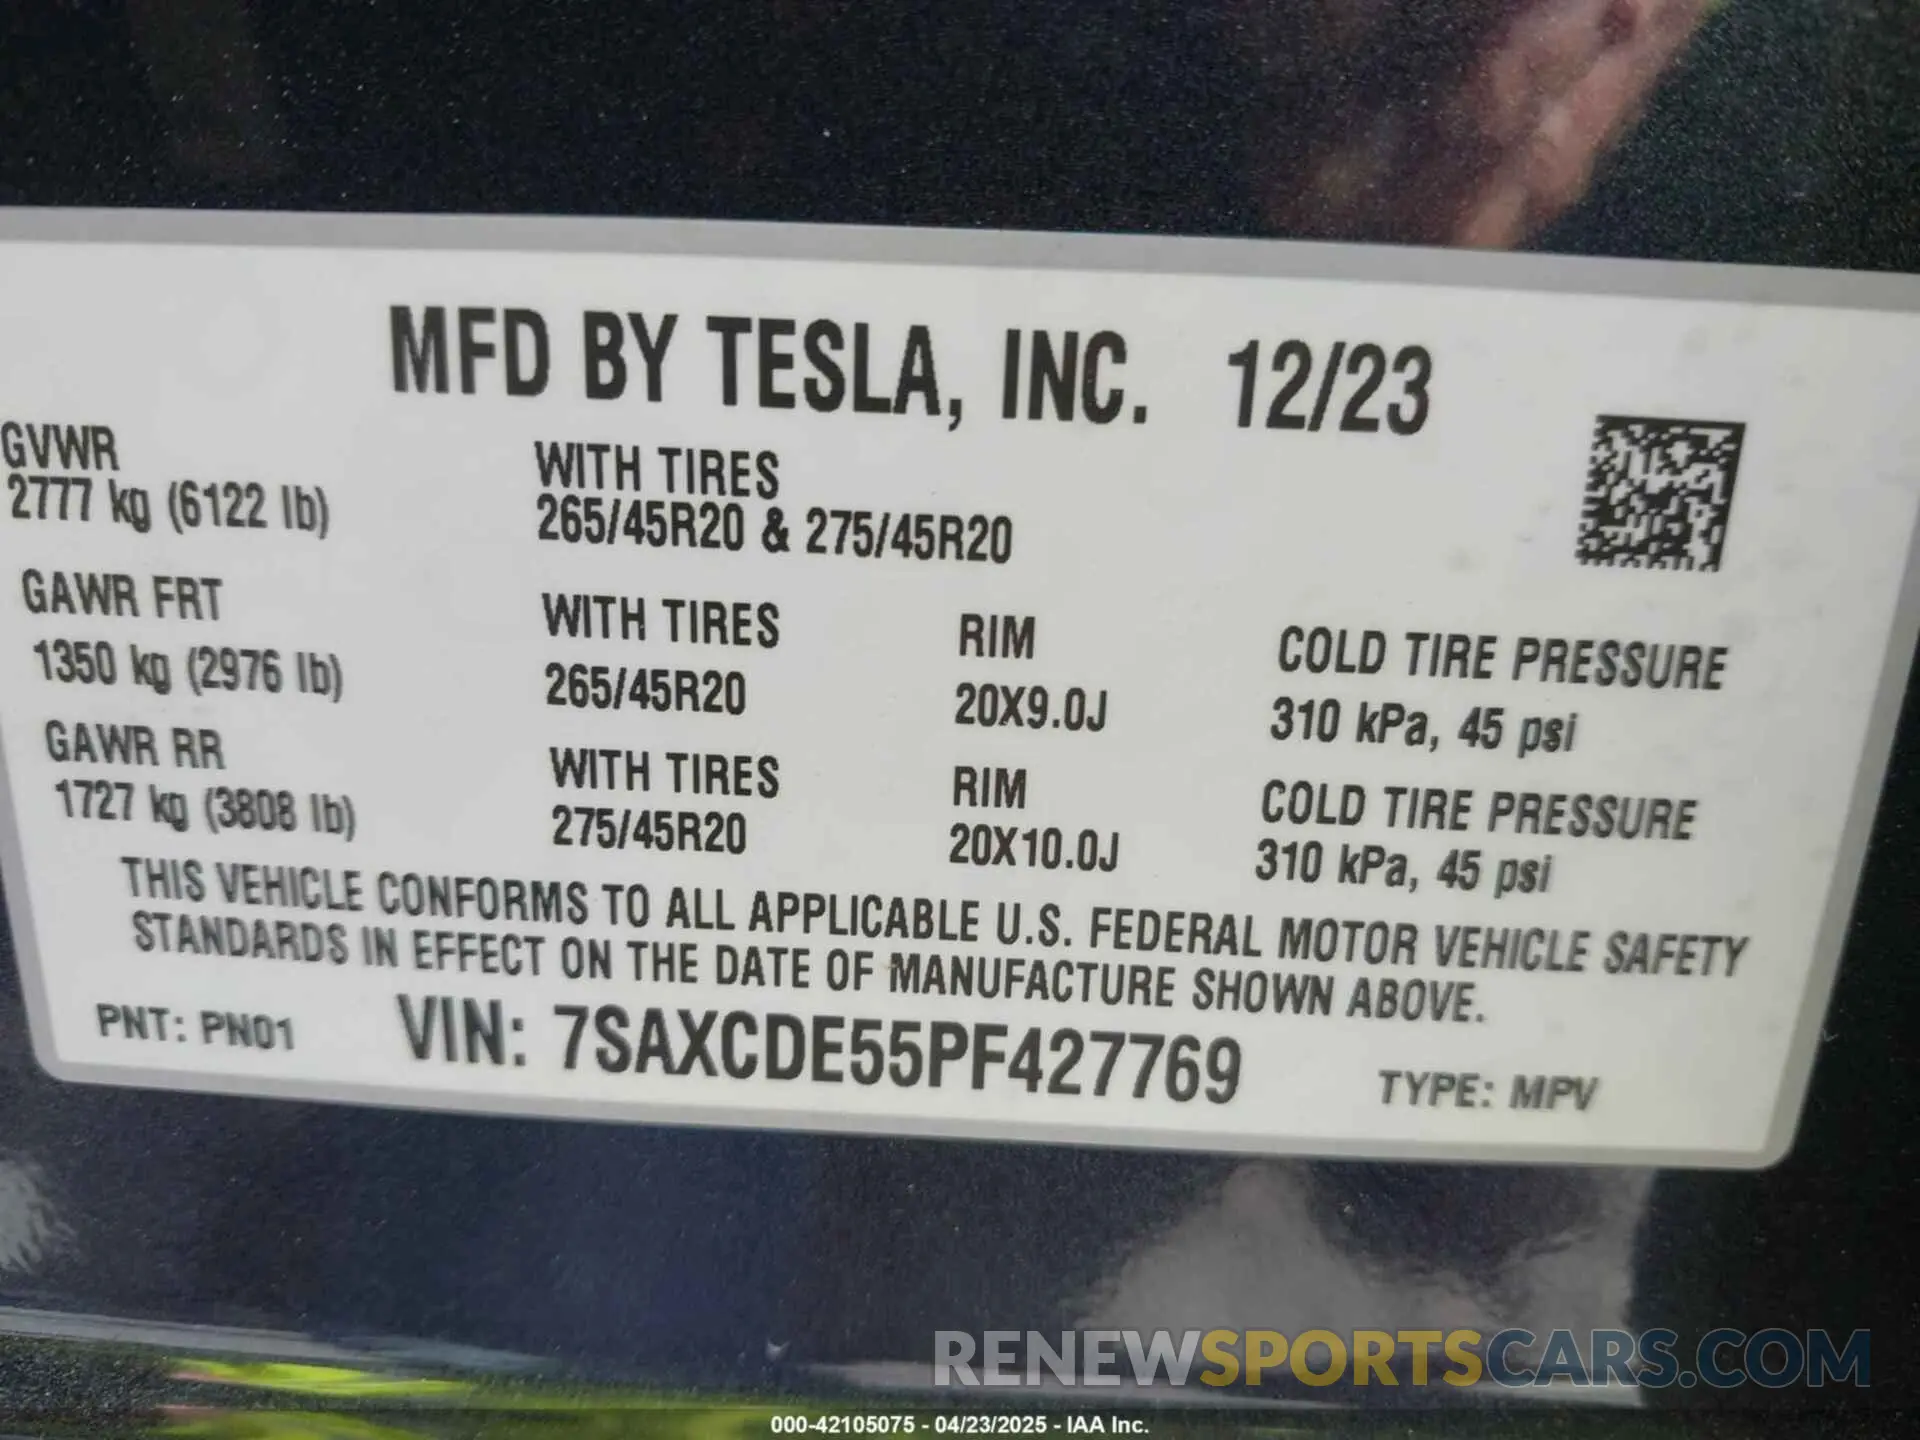 MFD BY TESLA, INC. 12/23
GVWR
2777 kg (6122 lb)
WITH TIRES
265/45R20 & 275/45R20
GAWR FRT WITH TIRES RIM COLD TIRE PRESSURE
1350 kg (2976 lb) 265/45R20 20X9.0J 310 kPa, 45 psi
GAWR RR WITH TIRES RIM COLD TIRE PRESSURE
1727 kg (3808 lb) 275/45R20 20X10.0J 310 kPa, 45 psi
THIS VEHICLE CONFORMS TO ALL APPLICABLE U.S. FEDERAL MOTOR VEHICLE SAFETY
STANDARDS IN EFFECT ON THE DATE OF MANUFACTURE SHOWN ABOVE.
PNT: PN01 VIN: 7SAXCDE55PF427769 TYPE: MPV
RENEWSPORTSCARS.COM
000-42105075 - 04/23/2025 - IAA Inc.